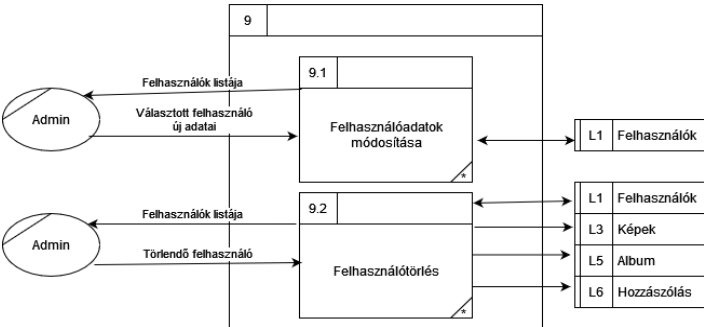 9
9.1
Felhasználók listája
Admin
Választott felhasználó
új adatai
Felhasználóadatok
módosítása
*
L1 Felhasználók
9.2
Felhasználók listája
Admin
Törlendő felhasználó
Felhasználótörlés
*
L1 Felhasználók
L3 Képek
L5 Album
L6 Hozzászólás